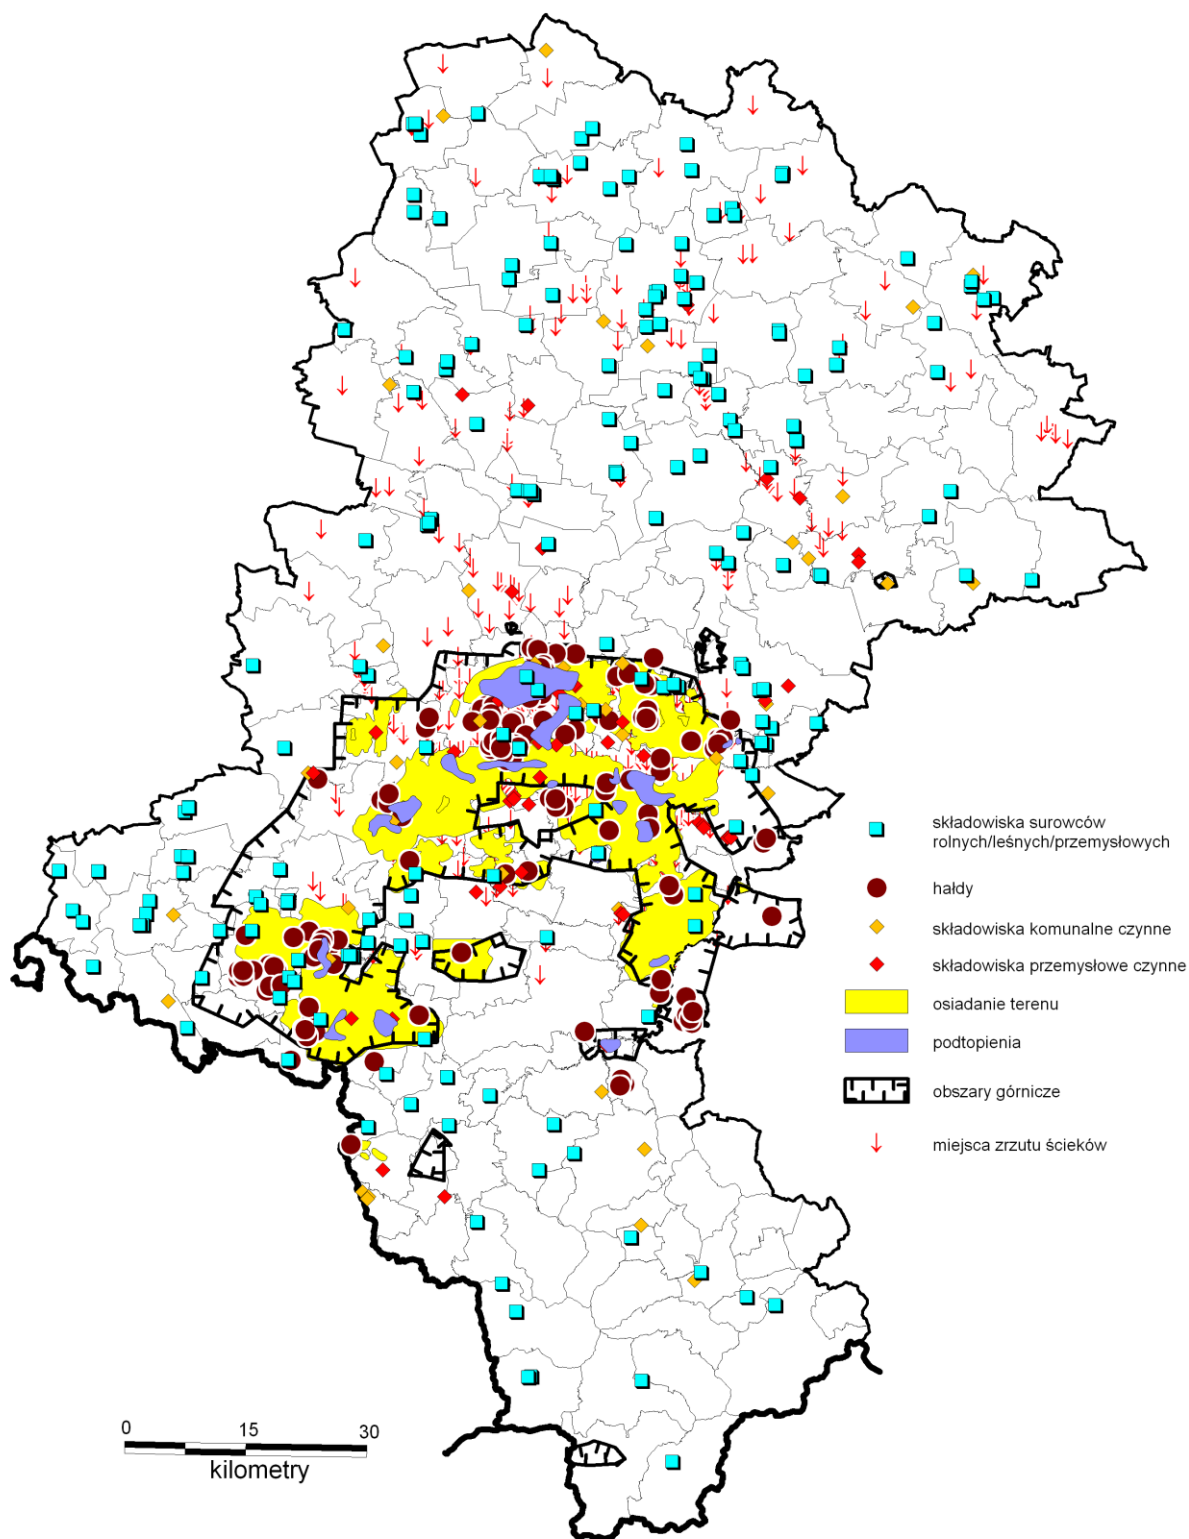 składowiska surowców
rolnych/leśnych/przemysłowych
hałdy
składowiska komunalne czynne
składowiska przemysłowe czynne
osiadanie terenu
podtopienia
obszary górnicze
miejsca zrzutu ścieków
0 15 30
kilometry